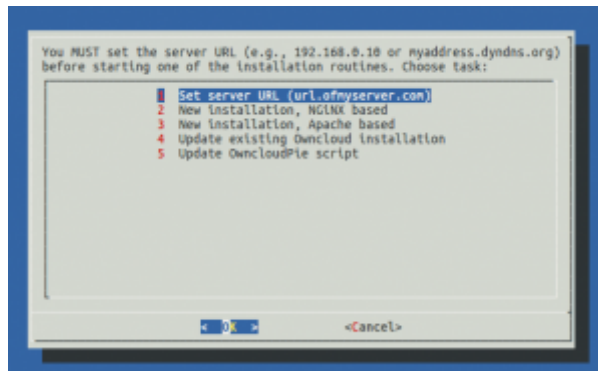 You MUST set the server URL (e.g., 192.168.0.10 or myaddress.dyndns.org)
before starting one of the installation routines. Choose task:
1 Set server URL (url.ofmyserver.com)
2 New installation, NGiNX based
3 New installation, Apache based
4 Update existing Owncloud installation
5 Update OwncloudPie script
< OK > <Cancel>